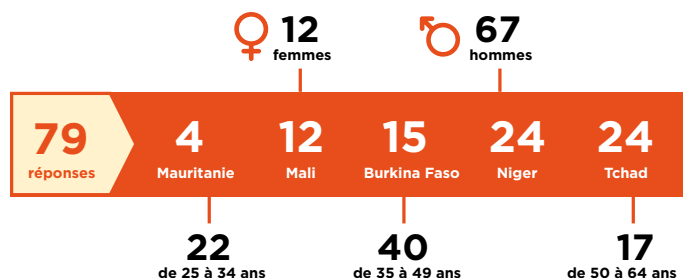 12
femmes
67
hommes
79
réponses
4
Mauritanie
12
Mali
15
Burkina Faso
24
Niger
24
Tchad
22
de 25 à 34 ans
40
de 35 à 49 ans
17
de 50 à 64 ans